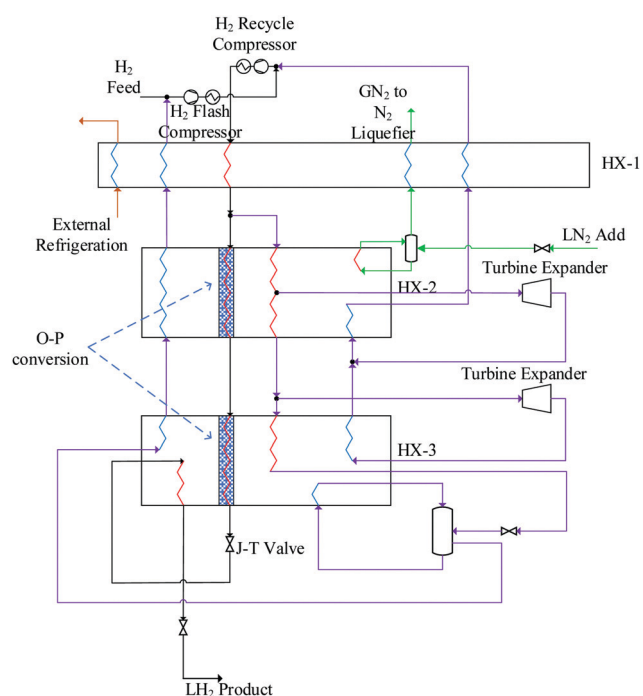 H₂ Recycle
Compressor
H₂
Feed
H₂ Flash
Compressor
GN₂ to
N₂
Liquefier
HX-1
External
Refrigeration
LN₂ Add
HX-2
Turbine Expander
O-P
conversion
Turbine Expander
HX-3
J-T Valve
LH₂ Product